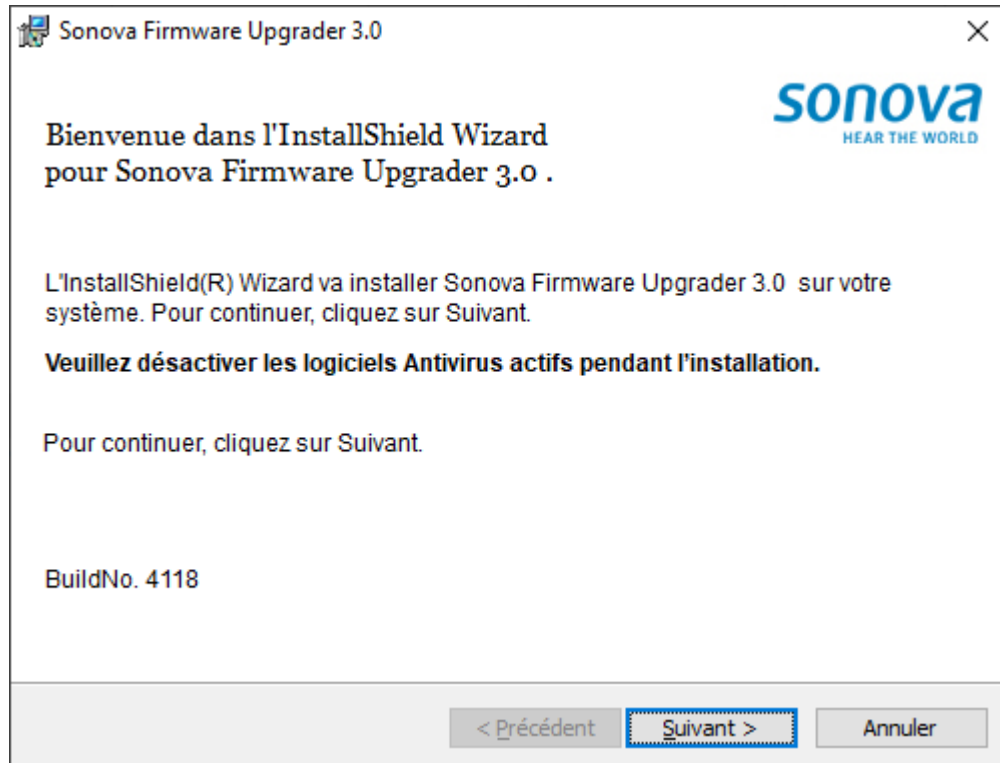 Sonova Firmware Upgrader 3.0
sonova
HEAR THE WORLD
Bienvenue dans l'InstallShield Wizard
pour Sonova Firmware Upgrader 3.0 .
L'InstallShield(R) Wizard va installer Sonova Firmware Upgrader 3.0  sur votre
système. Pour continuer, cliquez sur Suivant.
Veuillez désactiver les logiciels Antivirus actifs pendant l’installation.
Pour continuer, cliquez sur Suivant.
BuildNo. 4118
< Précédent
Suivant >
Annuler